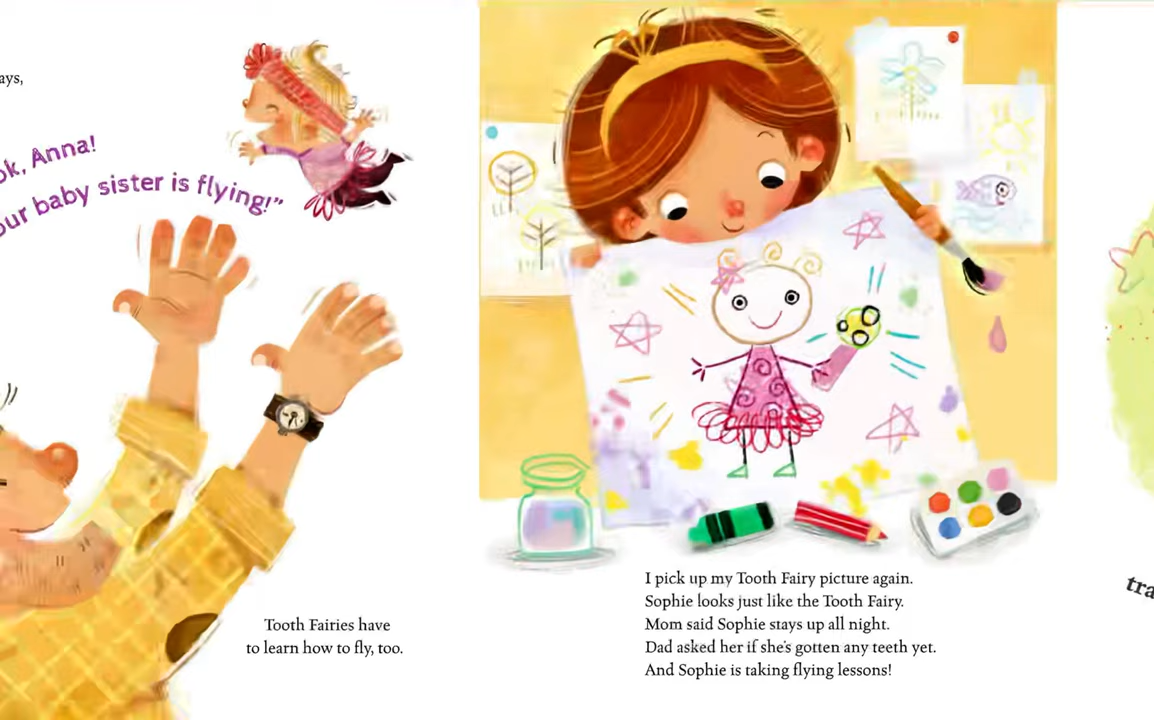 ays,
ok, Anna!
our baby sister is flying!”
Tooth Fairies have
to learn how to fly, too.
I pick up my Tooth Fairy picture again.
Sophie looks just like the Tooth Fairy.
Mom said Sophie stays up all night.
Dad asked her if she’s gotten any teeth yet.
And Sophie is taking flying lessons!
tra